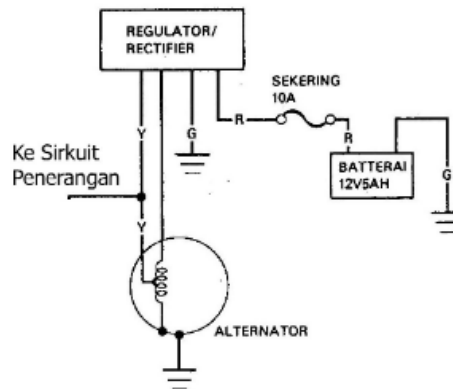 REGULATOR/
RECTIFIER
SEKERING
10A
Y
G
R
R
Ke Sirkuit
Penerangan
BATTERAI
12V5AH
G
Y
ALTERNATOR